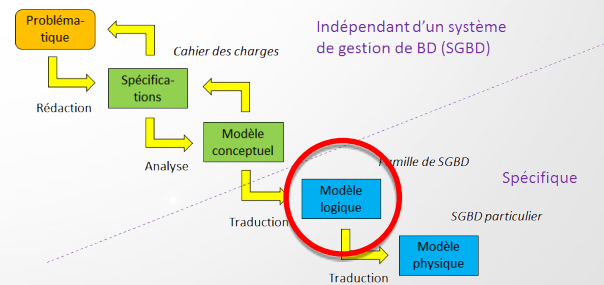 Probléma-
tique
Indépendant d'un système
de gestion de BD (SGBD)
Cahier des charges
Rédaction
Spécifica-
tions
Analyse
Modèle
conceptuel
Famille de SGBD
Spécifique
Traduction
Modèle
logique
SGBD particulier
Traduction
Modèle
physique